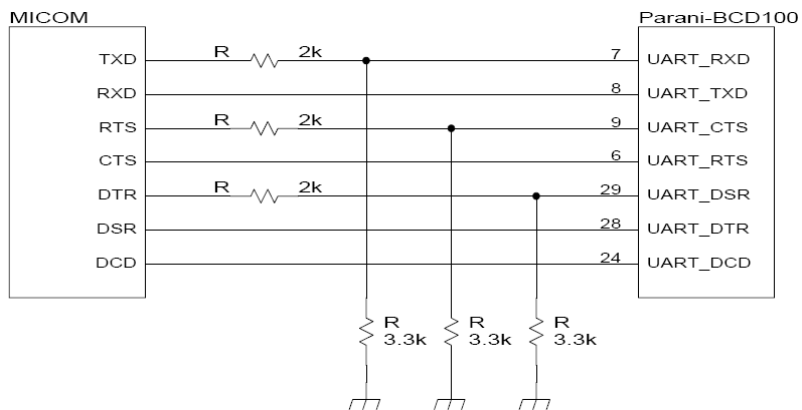 MICOM Parani-BCD100
TXD R 2k 7 UART_RXD
RXD 8 UART_TXD
RTS R 2k 9 UART_CTS
CTS 6 UART_RTS
DTR R 2k 29 UART_DSR
DSR 28 UART_DTR
DCD 24 UART_DCD
R R R
3.3k 3.3k 3.3k